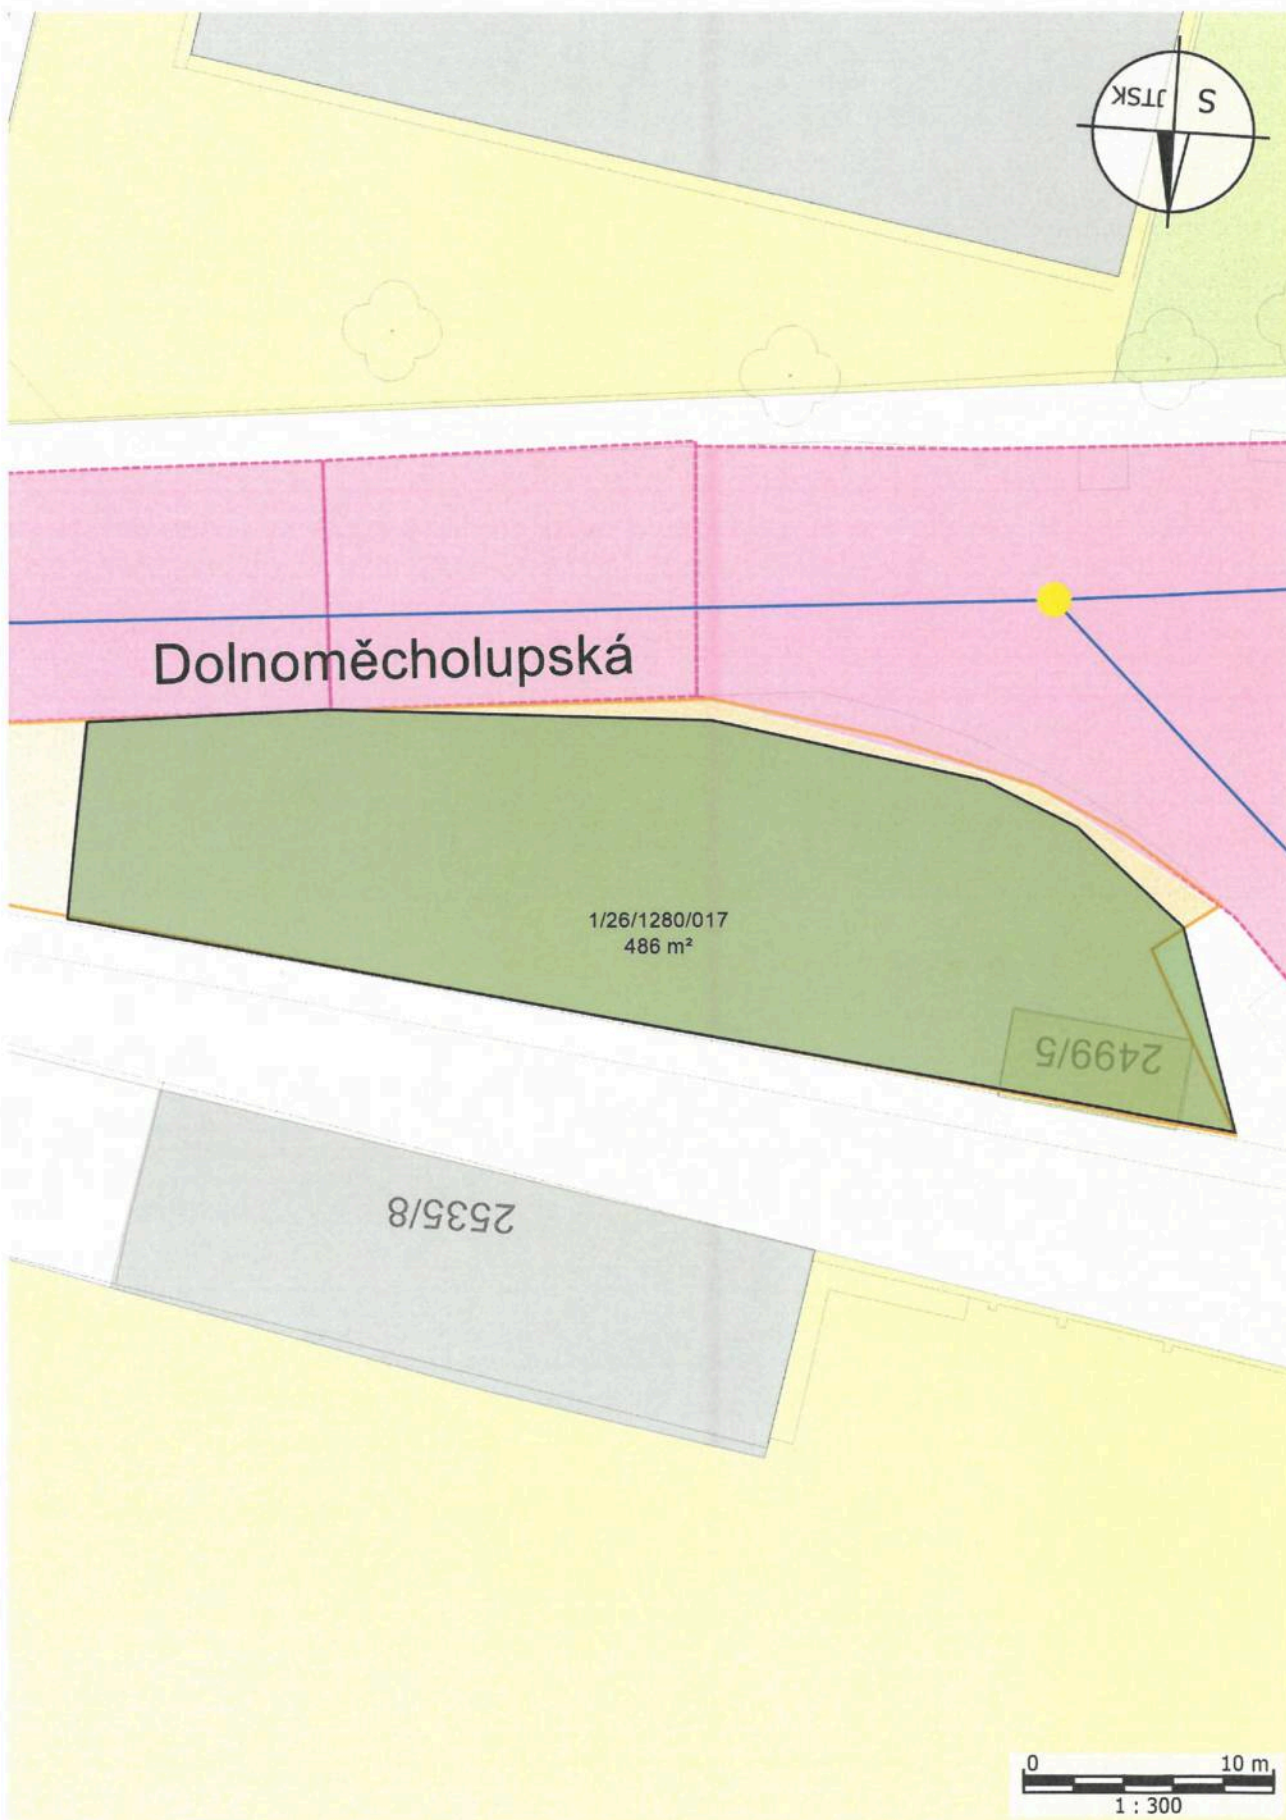 JTSK S
Dolnoměcholupská
1/26/1280/017
486 m²
2499/5
2535/8
0 10 m
1 : 300